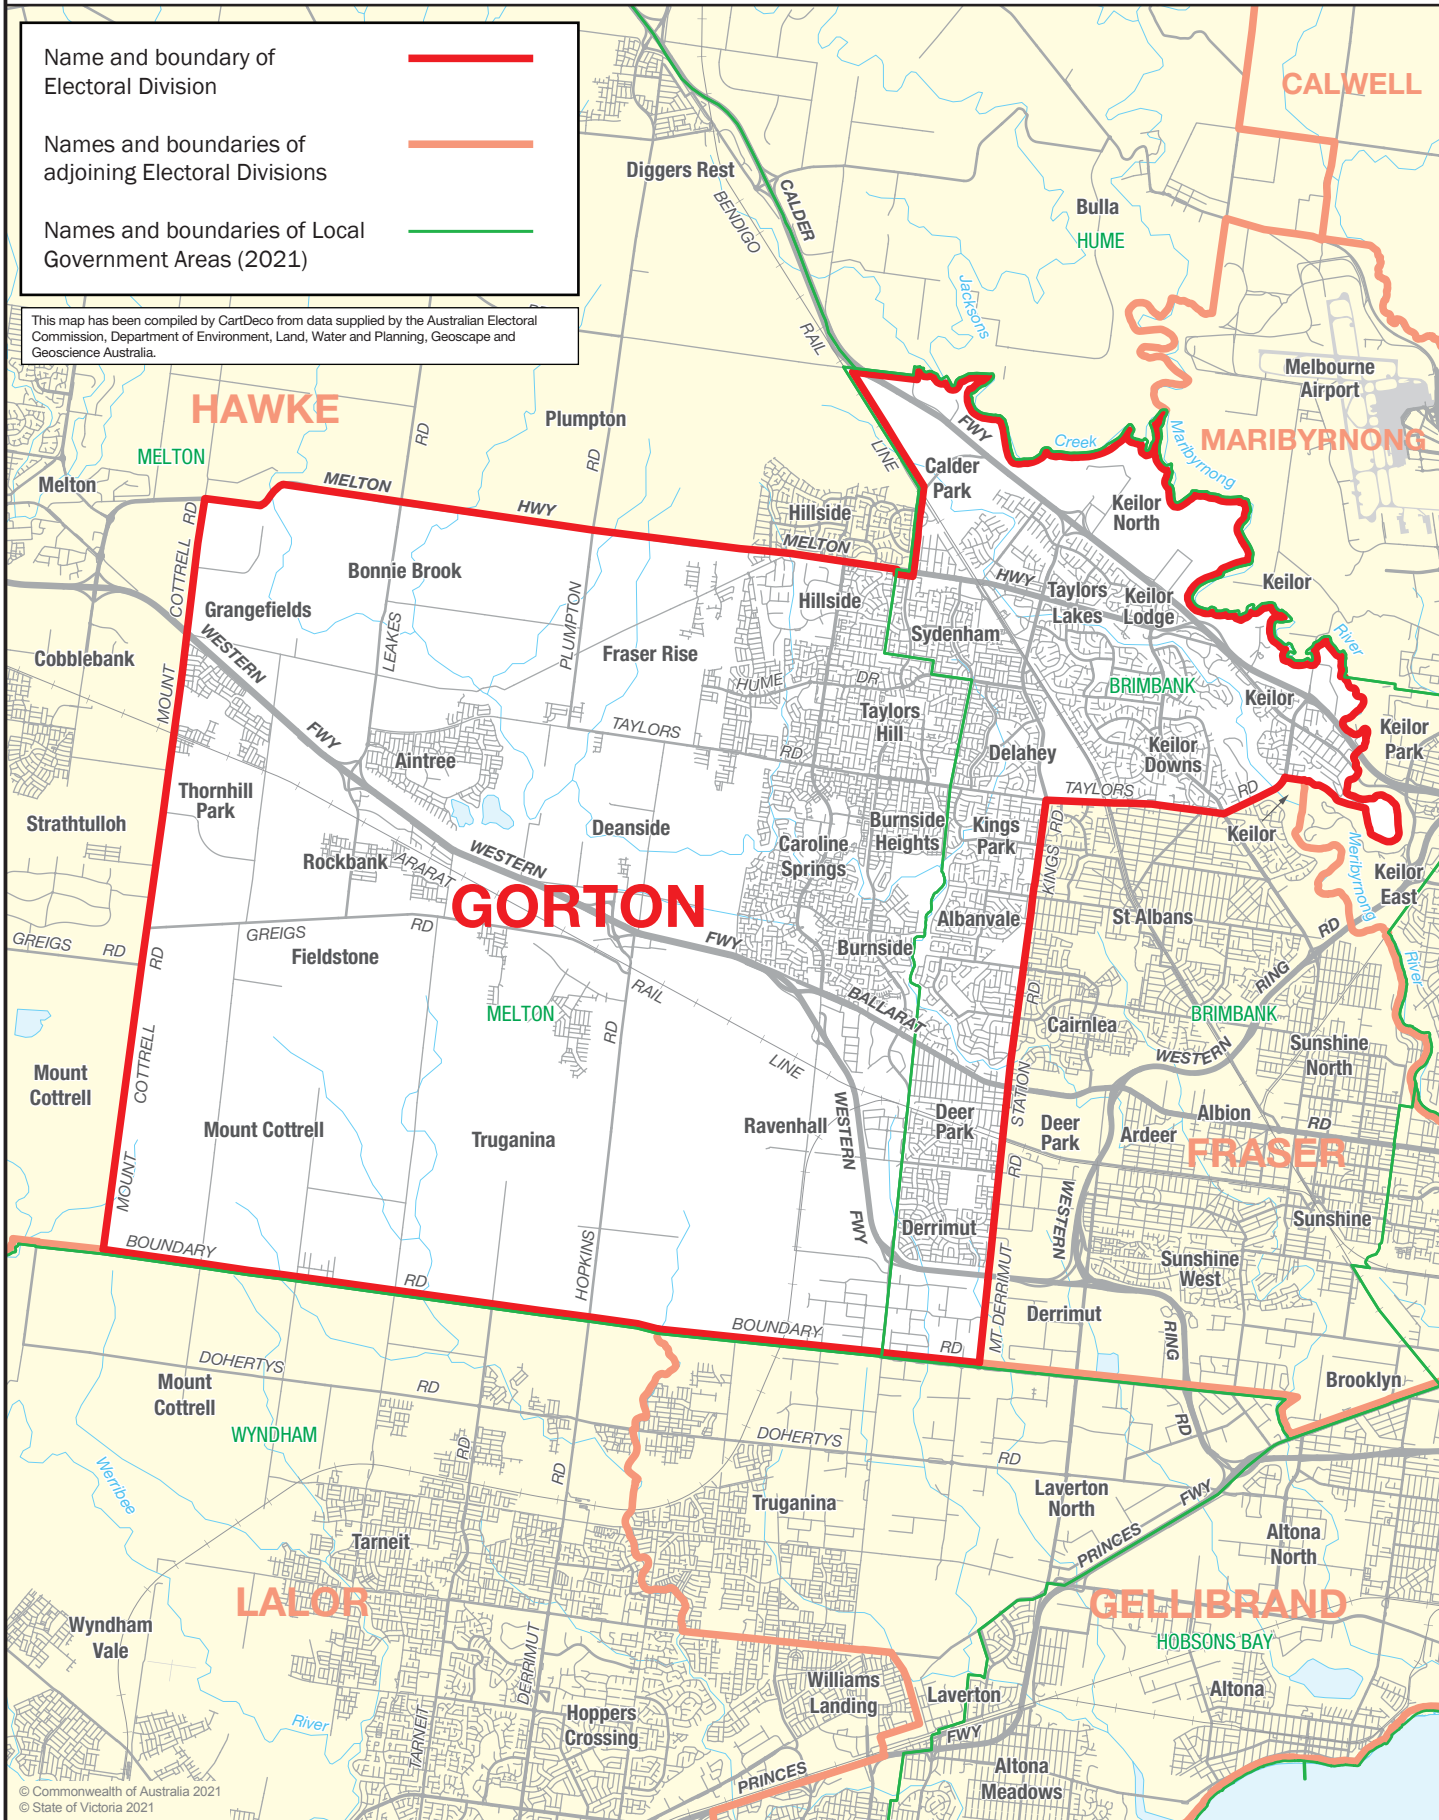 Name and boundary of
Electoral Division
Names and boundaries of
adjoining Electoral Divisions
Names and boundaries of Local
Government Areas (2021)
This map has been compiled by CartDeco from data supplied by the Australian Electoral
Commission, Department of Environment, Land, Water and Planning, Geoscape and
Geoscience Australia.
CALWELL
Diggers Rest
CALDER
BENDIGO
Bulla
HUME
Jacksons
RAIL
Melbourne
Airport
HAWKE
Plumpton
FWY
Creek
Maribyrnong
MARIBYRNONG
MELTON
RD
RD
LINE
Calder
Park
Melton
MELTON
HWY
Hillside
Keilor
North
RD
MELTON
COTTRELL
Bonnie Brook
HWY
Keilor
Grangefields
PLUMPTON
Hillside
Taylors
Lakes
Keilor
Lodge
WESTERN
LEAKES
Sydenham
River
Cobblebank
Fraser Rise
HUME
DR
BRIMBANK
MOUNT
Keilor
FWY
TAYLORS
RD
Taylors
Hill
Keilor
Park
Aintree
Delahey
Keilor
Downs
Thornhill
Park
TAYLORS
RD
Strathtulloh
Deanside
Burnside
Heights
Kings
Park
RD
Keilor
Caroline
Springs
Rockbank
ARARAT
WESTERN
KINGS
Meribyrnong
Keilor
East
GORTON
Albanvale
St Albans
GREIGS
RD
GREIGS
RD
RD
Fieldstone
FWY
Burnside
RD
RING
River
RAIL
MELTON
RD
BALLARAT
RD
Cairnlea
BRIMBANK
Sunshine
North
WESTERN
Mount
Cottrell
COTTRELL
LINE
STATION
WESTERN
Deer
Park
Deer
Park
Albion
RD
Mount Cottrell
Truganina
Ravenhall
Ardeer
FRASER
MOUNT
RD
WESTERN
Sunshine
FWY
Derrimut
BOUNDARY
HOPKINS
Sunshine
West
RD
MT DERRIMUT
Derrimut
BOUNDARY
RD
RING
DOHERTYS
RD
Mount
Cottrell
Brooklyn
WYNDHAM
RD
DOHERTYS
RD
RD
RD
Werribee
Truganina
Laverton
North
FWY
Tarneit
PRINCES
Altona
North
LALOR
GELLIBRAND
Wyndham
Vale
HOBSONS BAY
DERRIMUT
Williams
Landing
Laverton
Altona
River
TARNEIT
Hoppers
Crossing
FWY
PRINCES
Altona
Meadows
© Commonwealth of Australia 2021
© State of Victoria 2021